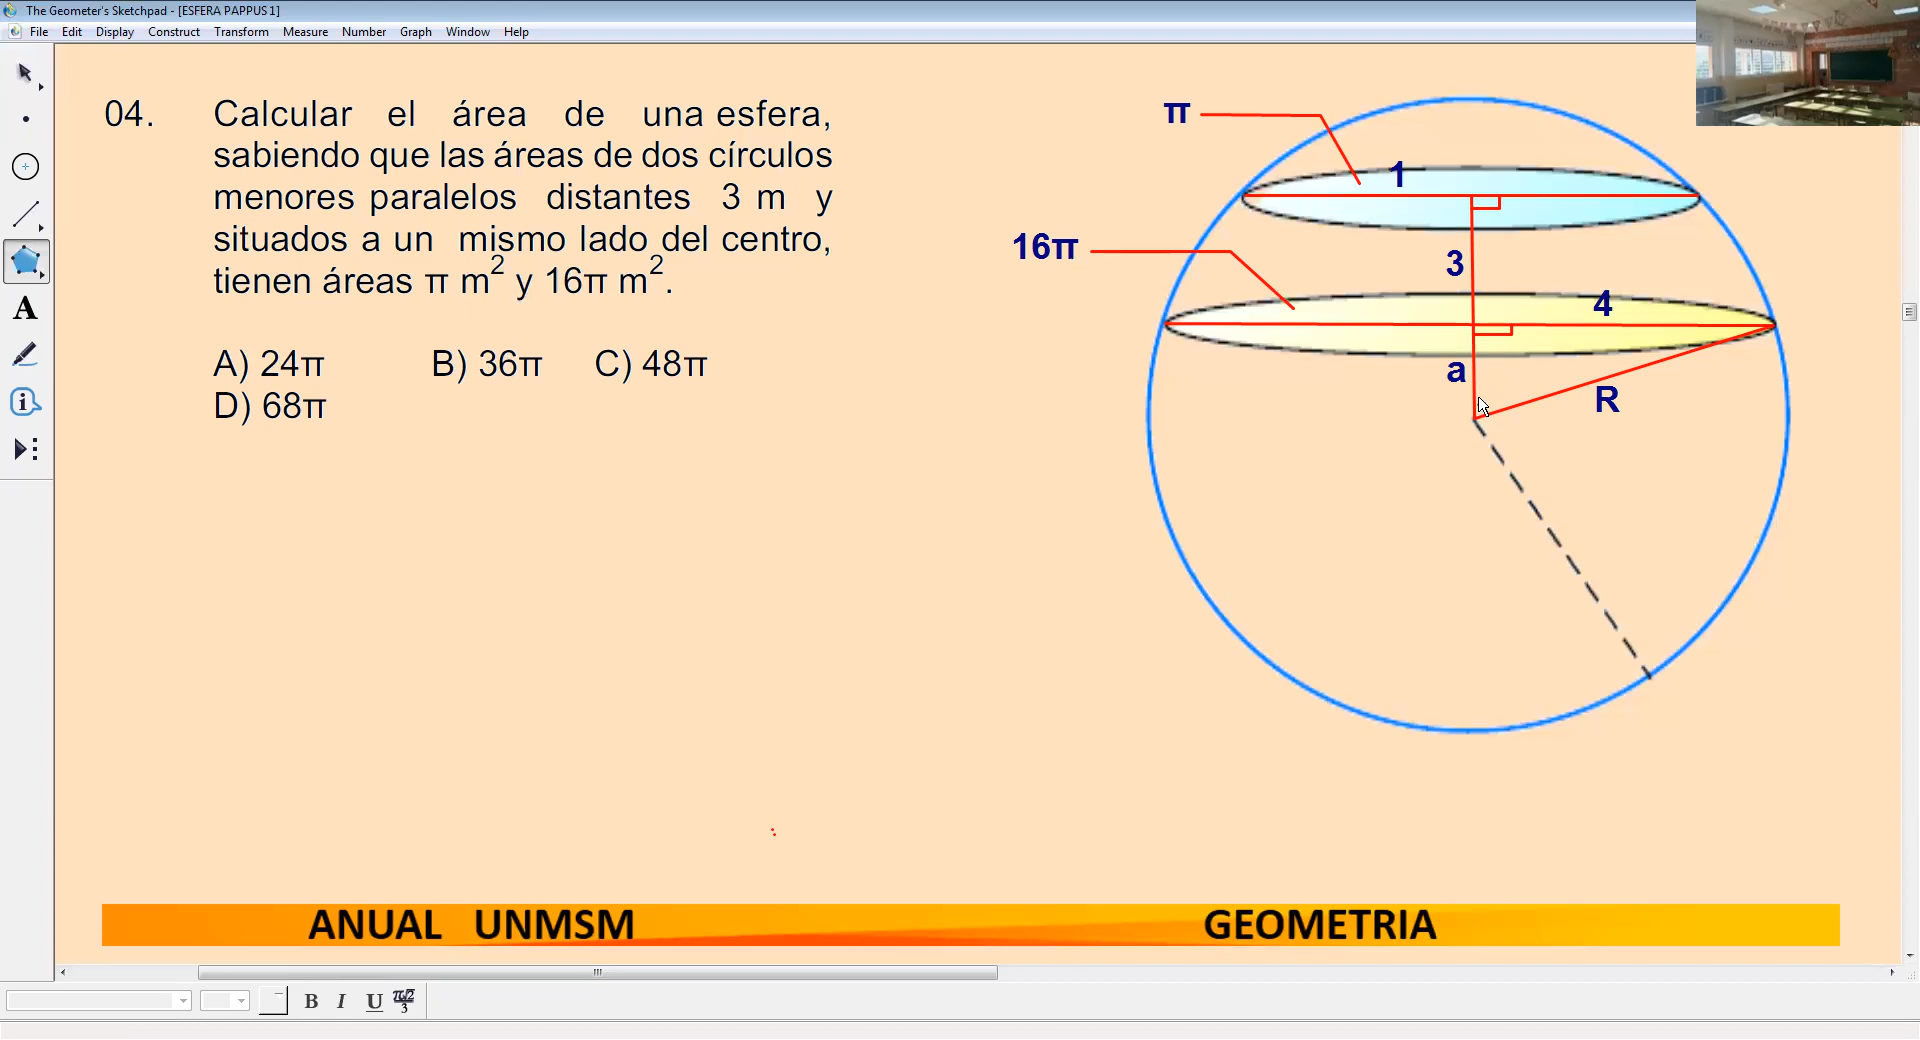 The Geometer's Sketchpad - [ESFERA PAPPUS 1]
File Edit Display Construct Transform Measure Number Graph Window Help
04. Calcular el área de una esfera,
sabiendo que las áreas de dos círculos
menores paralelos distantes 3 m y
situados a un mismo lado del centro,
tienen áreas π m² y 16π m².
A) 24π B) 36π C) 48π
D) 68π
π
1
16π
3
4
a
R
A
ANUAL UNMSM GEOMETRIA
B I U π√2/3